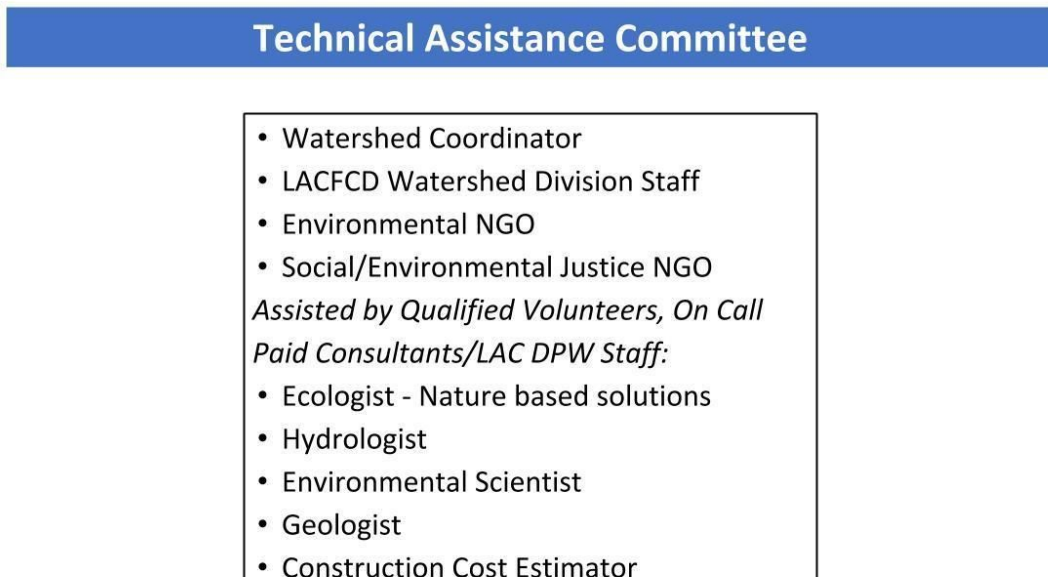 Technical Assistance Committee
• Watershed Coordinator
• LACFCD Watershed Division Staff
• Environmental NGO
• Social/Environmental Justice NGO
Assisted by Qualified Volunteers, On Call
Paid Consultants/LAC DPW Staff:
• Ecologist - Nature based solutions
• Hydrologist
• Environmental Scientist
• Geologist
• Construction Cost Estimator